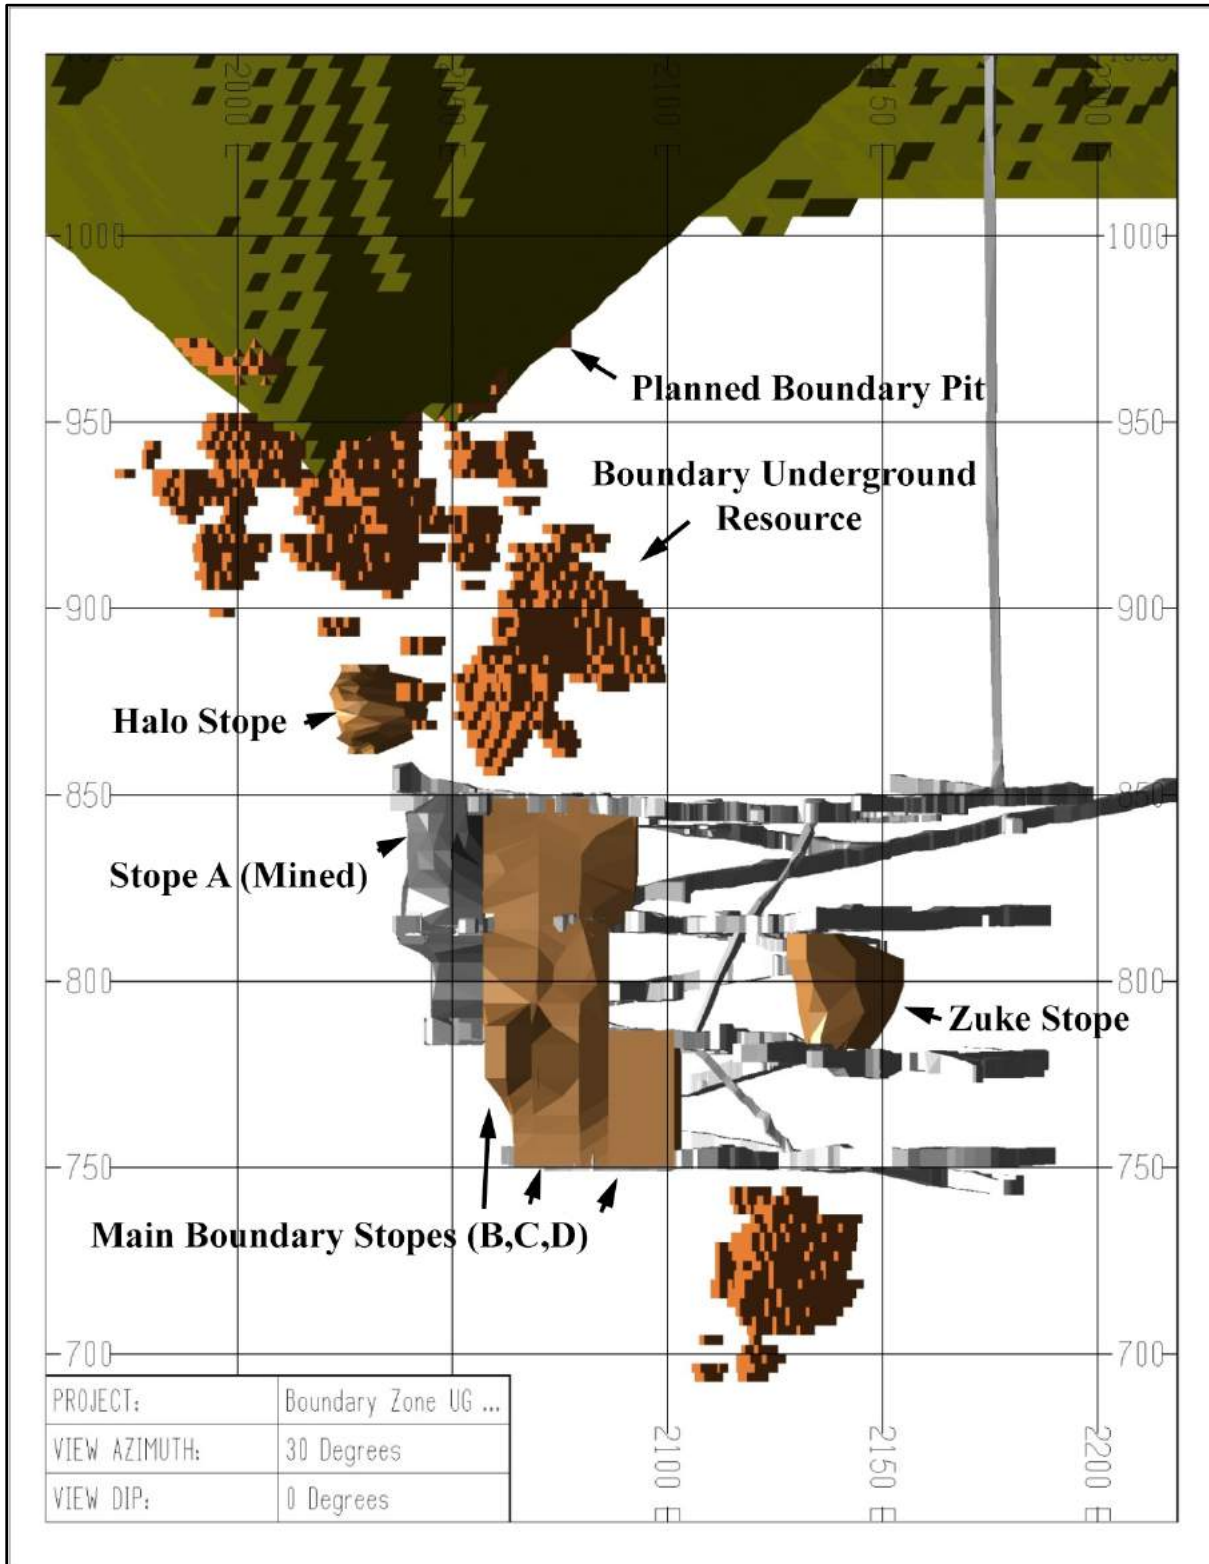 2000
2100
2150
2200
1000
1000
Planned Boundary Pit
950
950
Boundary Underground
Resource
900
900
Halo Stope
850
850
Stope A (Mined)
800
800
Zuke Stope
750
750
Main Boundary Stopes (B,C,D)
700
700
PROJECT:
Boundary Zone UG ...
VIEW AZIMUTH:
30 Degrees
VIEW DIP:
0 Degrees
2100
2150
2200